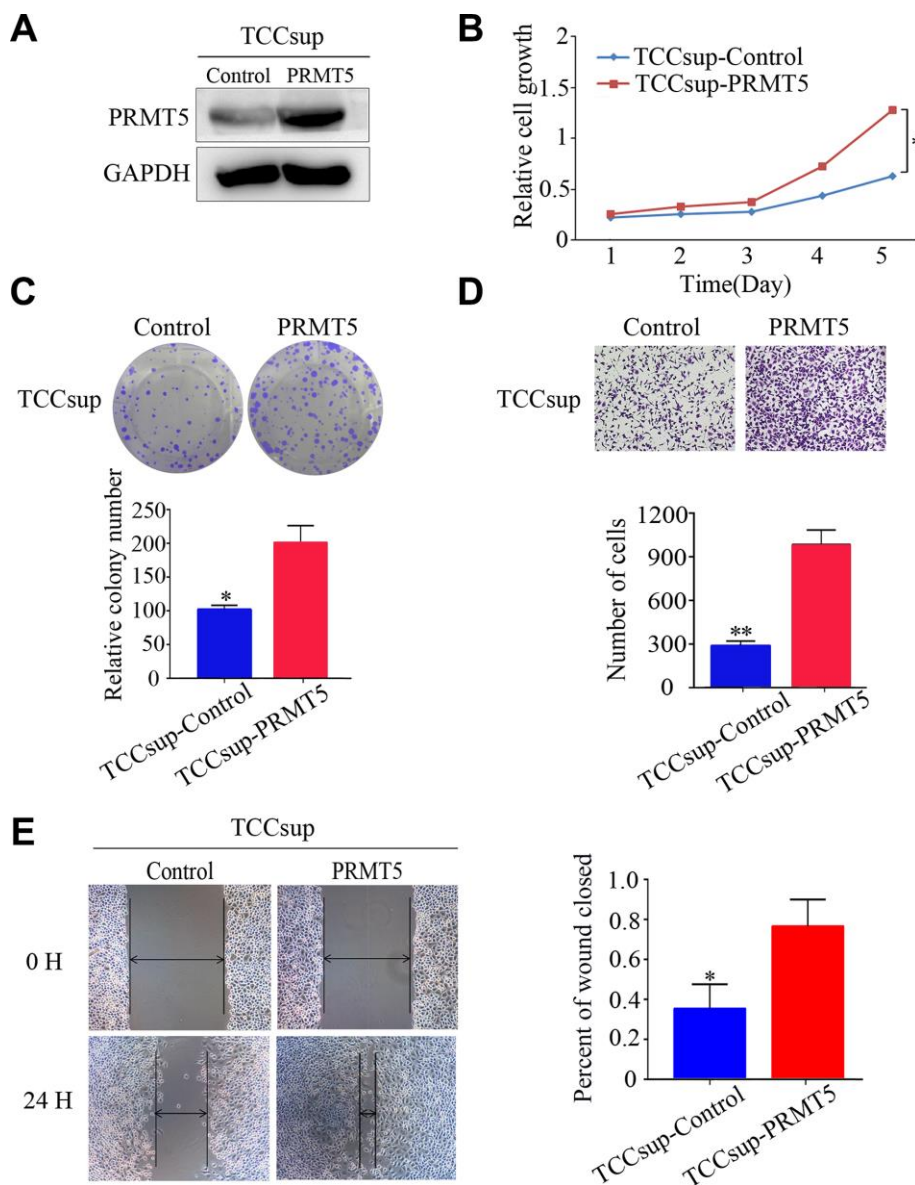 A
TCCsup
Control PRMT5
PRMT5
GAPDH
B
TCCsup-Control
TCCsup-PRMT5
Relative cell growth
2
1.5
1
0.5
0
*
1 2 3 4 5
Time(Day)
C
Control PRMT5
TCCsup
Relative colony number
250
200
150
100
50
0
*
TCCsup-Control
TCCsup-PRMT5
D
Control PRMT5
TCCsup
Number of cells
1200
900
600
300
0
**
TCCsup-Control
TCCsup-PRMT5
E
TCCsup
Control PRMT5
0 H
24 H
Percent of wound closed
1.0
0.8
0.6
0.4
0.2
0
*
TCCsup-Control
TCCsup-PRMT5